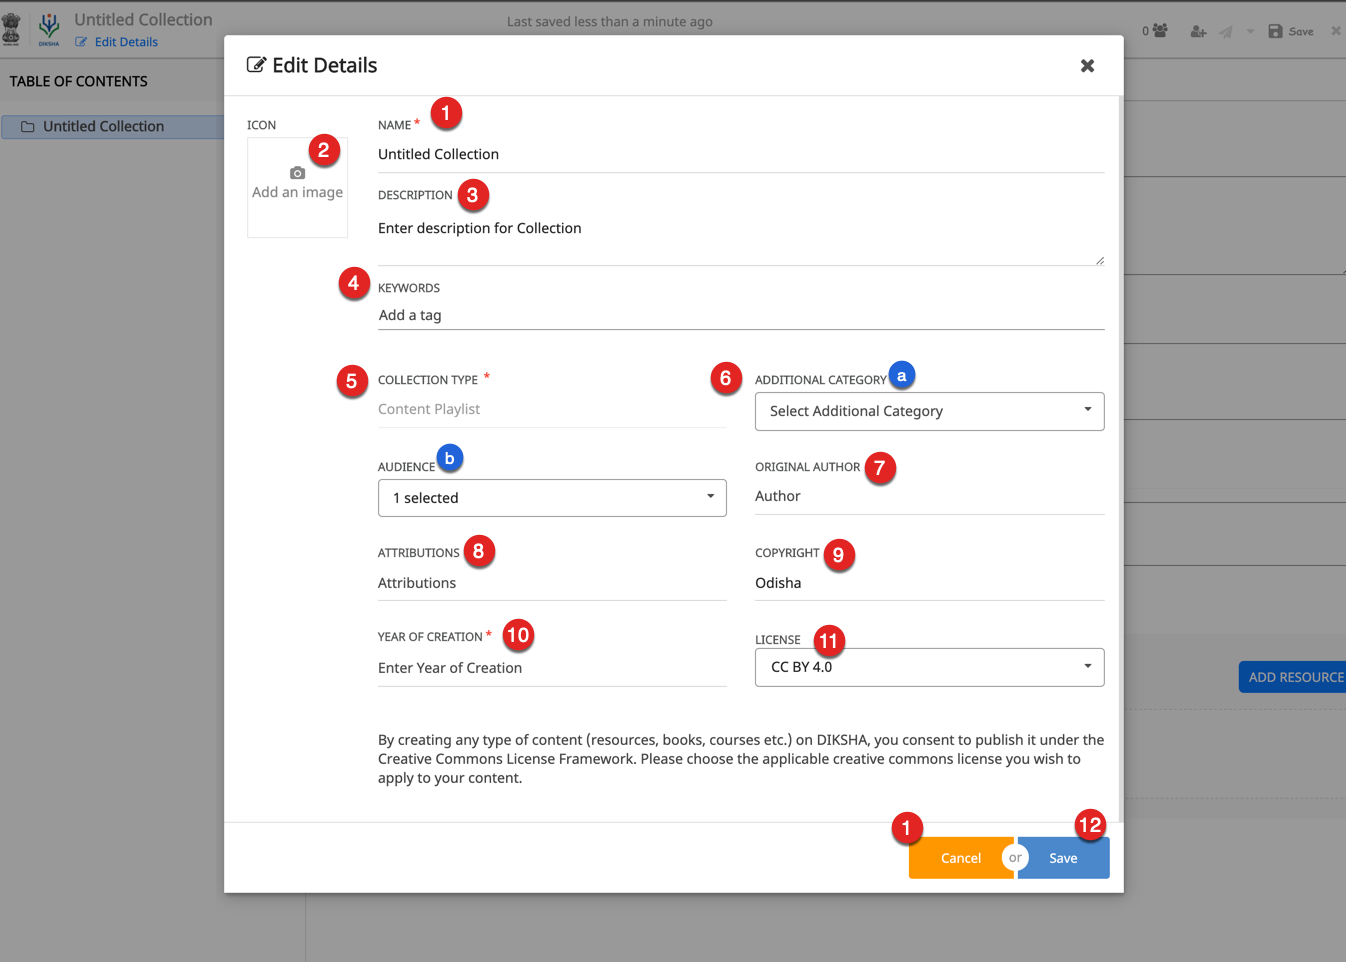 Untitled Collection
DIKSHA
Edit Details
Last saved less than a minute ago
0
Save
TABLE OF CONTENTS
Untitled Collection
Edit Details
ICON
2
Add an image
NAME *
1
Untitled Collection
DESCRIPTION
3
Enter description for Collection
4
KEYWORDS
Add a tag
5
COLLECTION TYPE *
Content Playlist
6
ADDITIONAL CATEGORY
a
Select Additional Category
AUDIENCE
b
1 selected
ORIGINAL AUTHOR
7
Author
ATTRIBUTIONS
8
Attributions
COPYRIGHT
9
Odisha
YEAR OF CREATION *
10
Enter Year of Creation
LICENSE
11
CC BY 4.0
ADD RESOURCE
By creating any type of content (resources, books, courses etc.) on DIKSHA, you consent to publish it under the
Creative Commons License Framework. Please choose the applicable creative commons license you wish to
apply to your content.
1
12
Cancel
or
Save